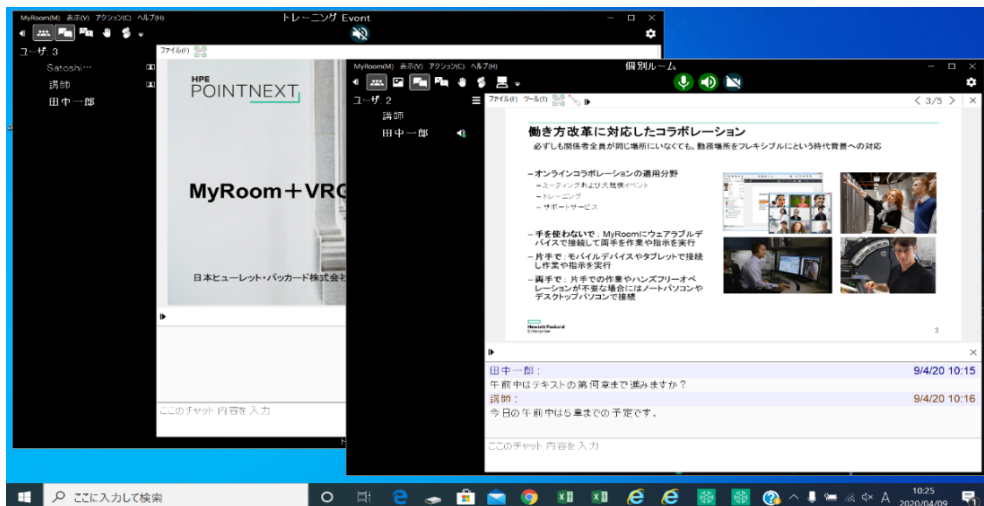 MyRoom(M) 表示(V) アクション(C) ヘルプ(H)
トレーニング Event
ユーザ. 3
Satoshi…
講師
田中一郎
ファイル(F)
HPE
POINTNEXT
MyRoom＋VRG
日本ヒューレット・パッカード株式会社
ここのチャット 内容を入力
MyRoom(M) 表示(V) アクション(C) ヘルプ(H)
個別ルーム
ユーザ. 2
講師
田中一郎
ファイル(F) ツール(T)
< 3/5 >
働き方改革に対応したコラボレーション
必ずしも関係者全員が同じ場所にいなくても、勤務場所をフレキシブルにという時代背景への対応
–オンラインコラボレーションの適用分野
–ミーティングおよび大規模イベント
–トレーニング
– サポートサービス
– 手を使わないで : MyRoomにウェアラブルデ
バイスで接続して両手を作業や指示を実行
– 片手で : モバイルデバイスやタブレットで接続
し作業や指示を実行
– 両手で : 片手での作業やハンズフリーオペ
レーションが不要な場合にはノートパソコンや
デスクトップパソコンで接続
Hewlett Packard
Enterprise
3
田中一郎 :
9/4/20 10:15
午前中はテキストの第何章まで進みますか？
講師 :
9/4/20 10:16
今日の午前中は5章までの予定です。
ここのチャット 内容を入力
ここに入力して検索
A
10:25
2020/04/09